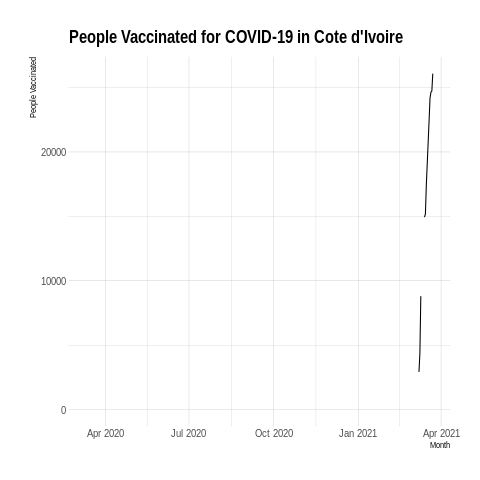 People Vaccinated for COVID-19 in Cote d'Ivoire
People Vaccinated
20000
10000
0
Apr 2020 Jul 2020 Oct 2020 Jan 2021 Apr 2021
Month